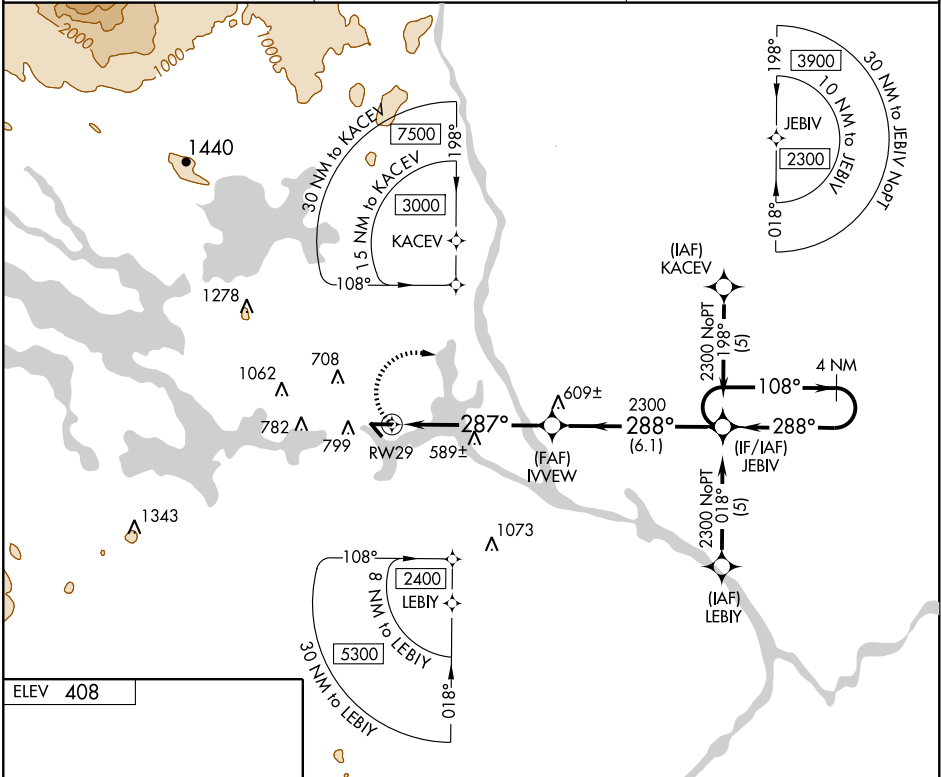 2000
1000
1000
1440
30 NM to KACEV
7500
198°
15 NM to KACEV
3000
KACEV
108°
198°
3900
30 NM to JEBIV NoPT
10 NM to JEBIV
JEBIV
2300
018°
1278
1062
708
782
799
RW29
287°
589±
609±
(FAF)
IVVEW
2300
288°
(6.1)
(IAF)
KACEV
2300 NoPT
198°
(5)
4 NM
108°
288°
(IF/IAF)
JEBIV
2300 NoPT
018°
(5)
(IAF)
LEBIY
1343
1073
108°
2400
LEBIY
8 NM to LEBIY
5300
30 NM to LEBIY
018°
ELEV 408